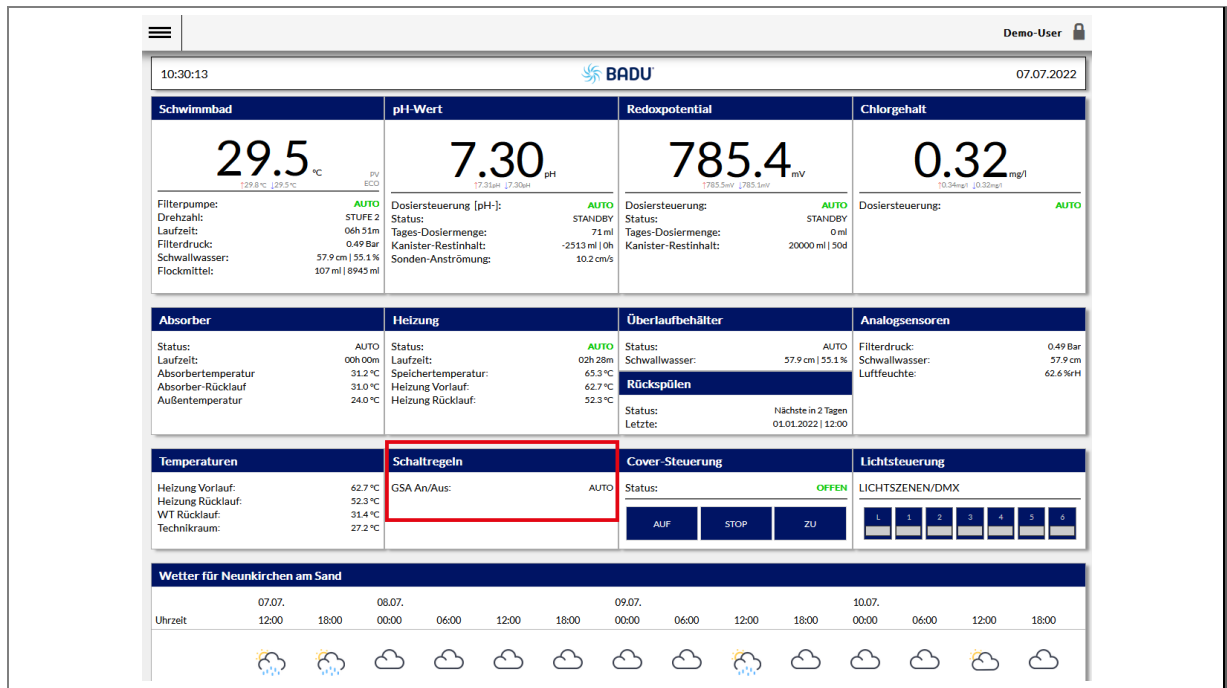 Demo-User
10:30:13 BADU 07.07.2022
Schwimmbad
29.5 °C
PV
↑29.8 °C ↓29.5 °C ECO
Filterpumpe: AUTO
Drehzahl: STUFE 2
Laufzeit: 06h 51m
Filterdruck: 0.49 Bar
Schwallwasser: 57.9 cm | 55.1 %
Flockmittel: 107 ml | 8945 ml
pH-Wert
7.30 pH
↑7.31pH ↓7.30pH
Dosiersteuerung [pH-]: AUTO
Status: STANDBY
Tages-Dosiermenge: 71 ml
Kanister-Restinhalt: -2513 ml | 0h
Sonden-Anströmung: 10.2 cm/s
Redoxpotential
785.4 mV
↑785.5mV ↓785.1mV
Dosiersteuerung: AUTO
Status: STANDBY
Tages-Dosiermenge: 0 ml
Kanister-Restinhalt: 20000 ml | 50d
Chlorgehalt
0.32 mg/l
↑0.34mg/l ↓0.32mg/l
Dosiersteuerung: AUTO
Absorber
Status: AUTO
Laufzeit: 00h 00m
Absorbertemperatur 31.2 °C
Absorber-Rücklauf 31.0 °C
Außentemperatur 24.0 °C
Heizung
Status: AUTO
Laufzeit: 02h 28m
Speichertemperatur: 65.3 °C
Heizung Vorlauf: 62.7 °C
Heizung Rücklauf: 52.3 °C
Überlaufbehälter
Status: AUTO
Schwallwasser: 57.9 cm | 55.1 %
Rückspülen
Status: Nächste in 2 Tagen
Letzte: 01.01.2022 | 12:00
Analogsensoren
Filterdruck: 0.49 Bar
Schwallwasser: 57.9 cm
Luftfeuchte: 62.6 %rH
Temperaturen
Heizung Vorlauf: 62.7 °C
Heizung Rücklauf: 52.3 °C
WT Rücklauf: 31.4 °C
Technikraum: 27.2 °C
Schaltregeln
GSA An/Aus: AUTO
Cover-Steuerung
Status: OFFEN
AUF STOP ZU
Lichtsteuerung
LICHTSZENEN/DMX
L 1 2 3 4 5 6
Wetter für Neunkirchen am Sand
07.07. 08.07. 09.07. 10.07.
Uhrzeit 12:00 18:00 00:00 06:00 12:00 18:00 00:00 06:00 12:00 18:00 00:00 06:00 12:00 18:00